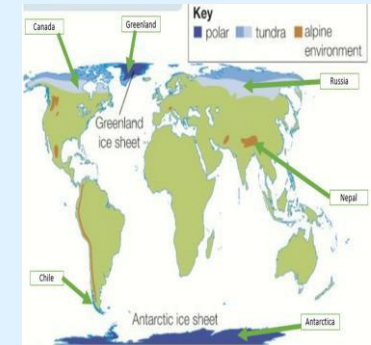 Canada
Greenland
Key
polar
tundra
alpine
environment
Russia
Greenland
ice sheet
Nepal
Chile
Antarctic ice sheet
Antarctica